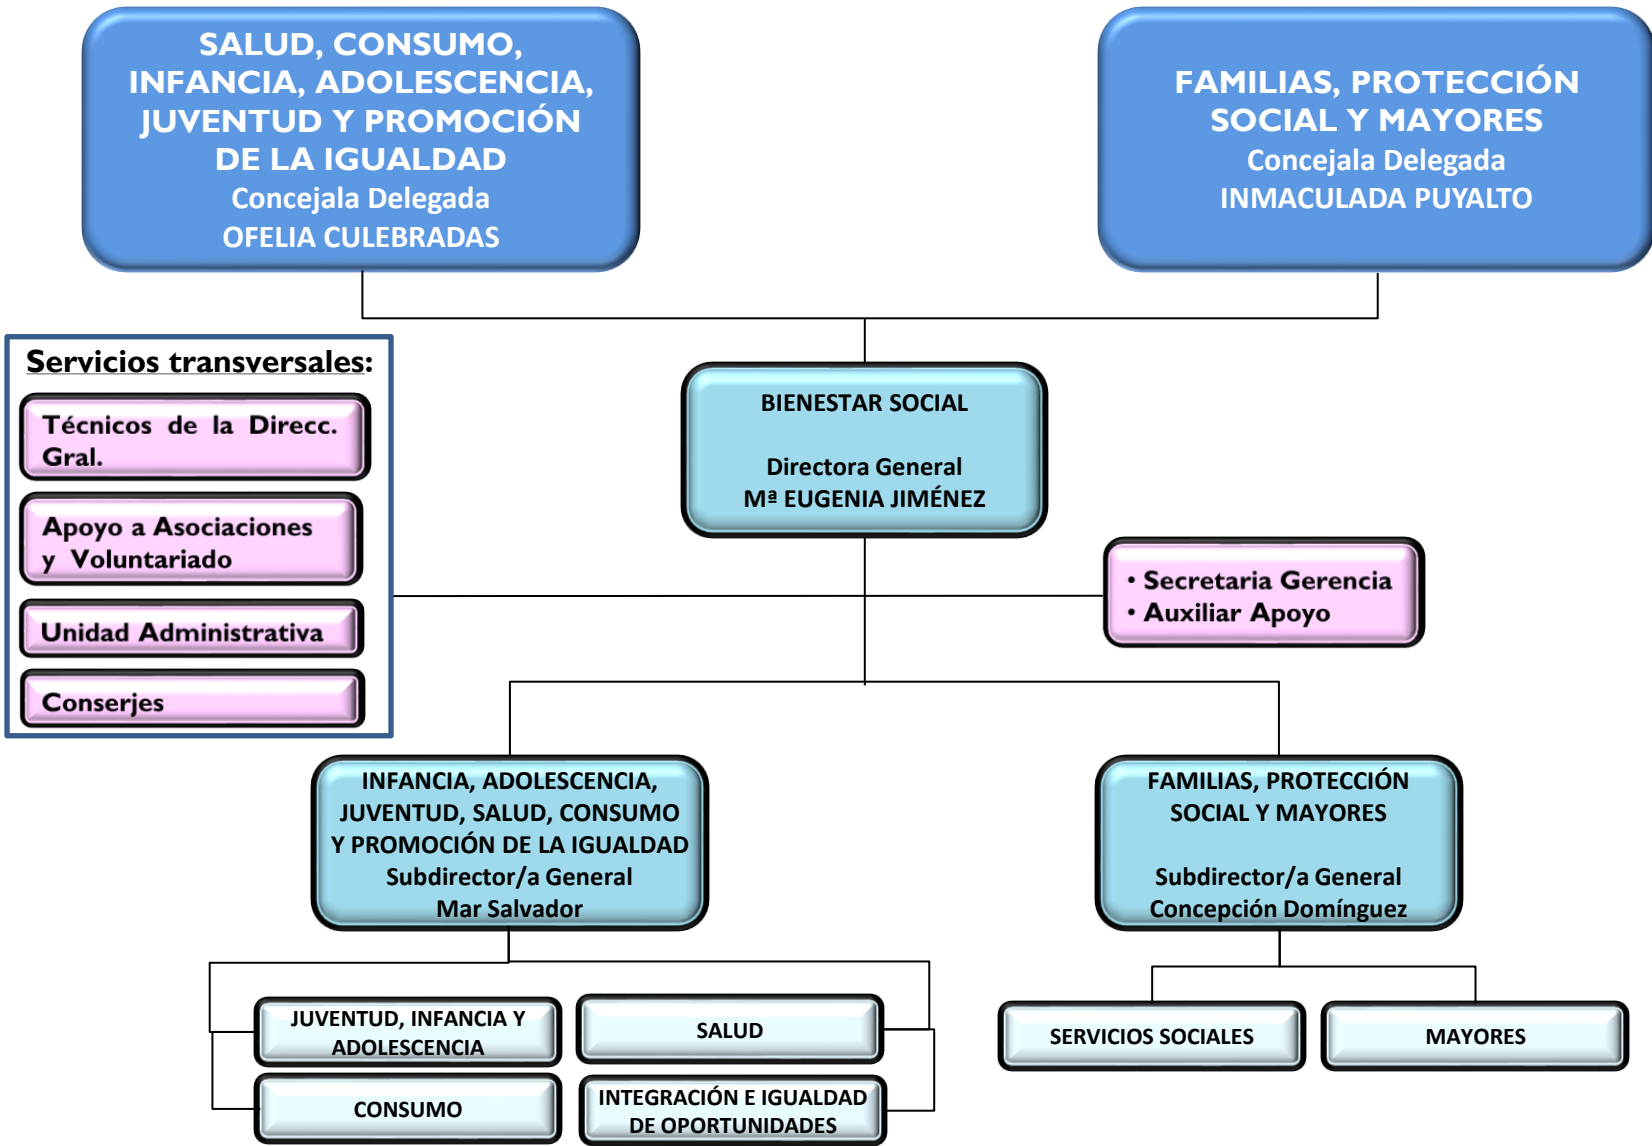 SALUD, CONSUMO,
INFANCIA, ADOLESCENCIA,
JUVENTUD Y PROMOCIÓN
DE LA IGUALDAD
Concejala Delegada
OFELIA CULEBRADAS
FAMILIAS, PROTECCIÓN
SOCIAL Y MAYORES
Concejala Delegada
INMACULADA PUYALTO
Servicios transversales:
Técnicos de la Direcc.
Gral.
Apoyo a Asociaciones
y Voluntariado
Unidad Administrativa
Conserjes
BIENESTAR SOCIAL
Directora General
Mª EUGENIA JIMÉNEZ
• Secretaria Gerencia
• Auxiliar Apoyo
INFANCIA, ADOLESCENCIA,
JUVENTUD, SALUD, CONSUMO
Y PROMOCIÓN DE LA IGUALDAD
Subdirector/a General
Mar Salvador
FAMILIAS, PROTECCIÓN
SOCIAL Y MAYORES
Subdirector/a General
Concepción Domínguez
JUVENTUD, INFANCIA Y
ADOLESCENCIA
SALUD
CONSUMO
INTEGRACIÓN E IGUALDAD
DE OPORTUNIDADES
SERVICIOS SOCIALES
MAYORES